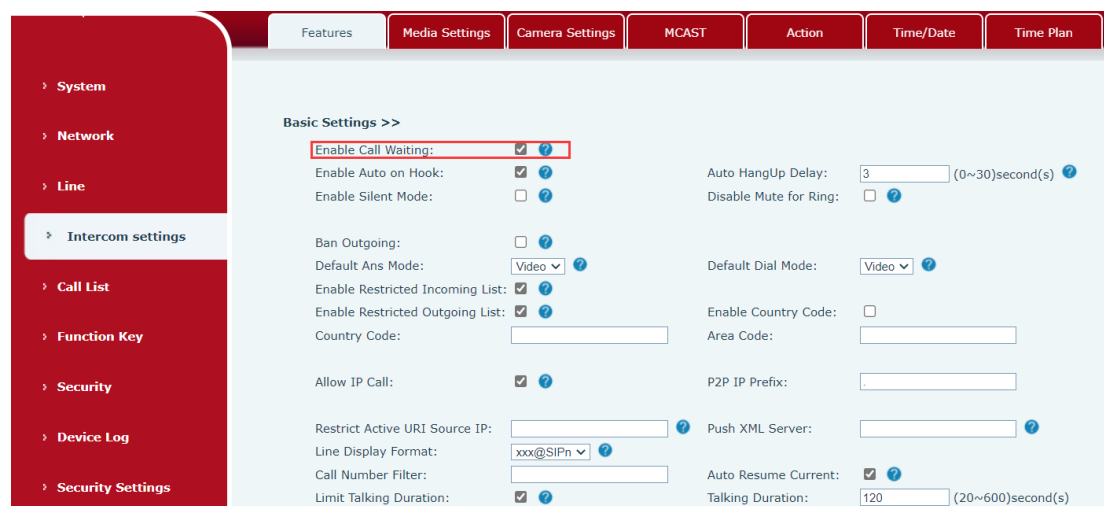 Features Media Settings Camera Settings MCAST Action Time/Date Time Plan
System
Network
Line
Intercom settings
Call List
Function Key
Security
Device Log
Security Settings
Basic Settings >>
Enable Call Waiting:
Enable Auto on Hook: Auto HangUp Delay: 3 (0~30)second(s)
Enable Silent Mode: Disable Mute for Ring:
Ban Outgoing:
Default Ans Mode: Video Default Dial Mode: Video
Enable Restricted Incoming List:
Enable Restricted Outgoing List: Enable Country Code:
Country Code: Area Code:
Allow IP Call: P2P IP Prefix: .
Restrict Active URI Source IP: Push XML Server:
Line Display Format: xxx@SIPn
Call Number Filter: Auto Resume Current:
Limit Talking Duration: Talking Duration: 120 (20~600)second(s)